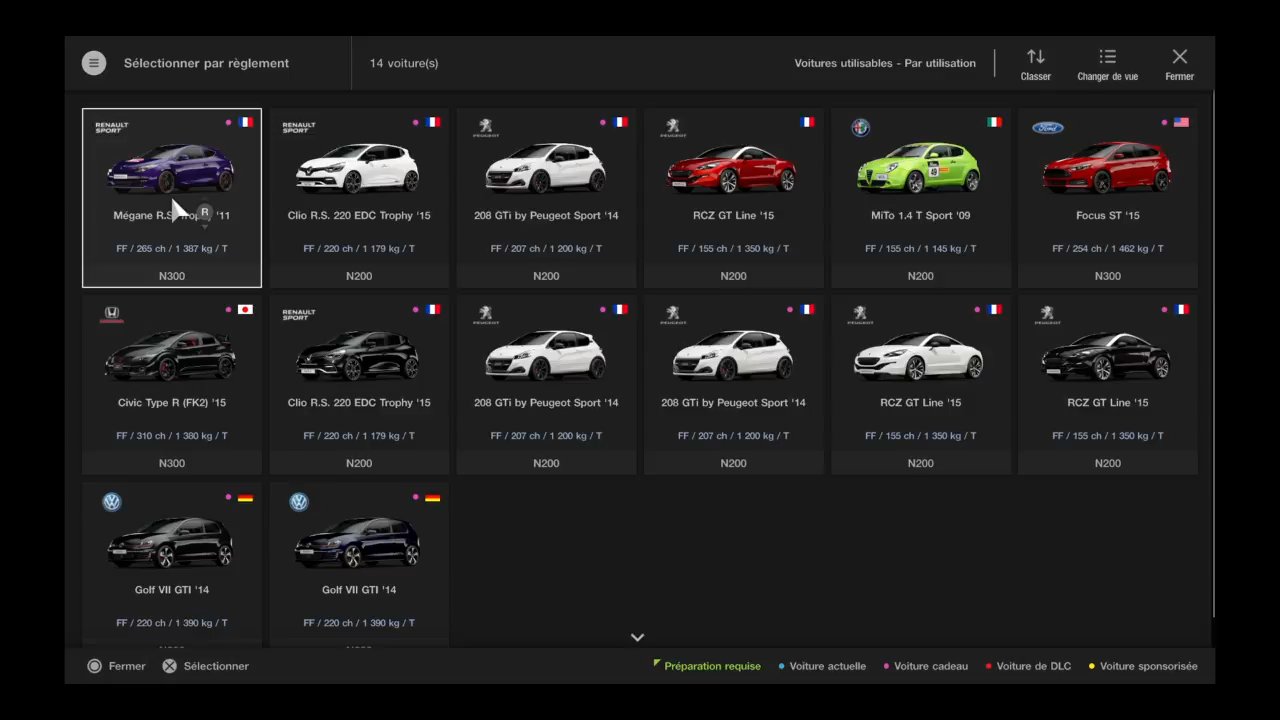 Sélectionner par règlement
14 voiture(s)
Voitures utilisables - Par utilisation
Classer
Changer de vue
Fermer
RENAULT SPORT
Mégane R.S. Trophy '11
FF / 265 ch / 1 387 kg / T
N300
RENAULT SPORT
Clio R.S. 220 EDC Trophy '15
FF / 220 ch / 1 179 kg / T
N200
PEUGEOT
208 GTi by Peugeot Sport '14
FF / 207 ch / 1 200 kg / T
N200
PEUGEOT
RCZ GT Line '15
FF / 155 ch / 1 350 kg / T
N200
49
MiTo 1.4 T Sport '09
FF / 155 ch / 1 145 kg / T
N200
Ford
Focus ST '15
FF / 254 ch / 1 462 kg / T
N300
R
Civic Type R (FK2) '15
FF / 310 ch / 1 380 kg / T
N300
RENAULT SPORT
Clio R.S. 220 EDC Trophy '15
FF / 220 ch / 1 179 kg / T
N200
PEUGEOT
208 GTi by Peugeot Sport '14
FF / 207 ch / 1 200 kg / T
N200
PEUGEOT
208 GTi by Peugeot Sport '14
FF / 207 ch / 1 200 kg / T
N200
PEUGEOT
RCZ GT Line '15
FF / 155 ch / 1 350 kg / T
N200
PEUGEOT
RCZ GT Line '15
FF / 155 ch / 1 350 kg / T
N200
Golf VII GTI '14
FF / 220 ch / 1 390 kg / T
Golf VII GTI '14
FF / 220 ch / 1 390 kg / T
Fermer
Sélectionner
Préparation requise
Voiture actuelle
Voiture cadeau
Voiture de DLC
Voiture sponsorisée